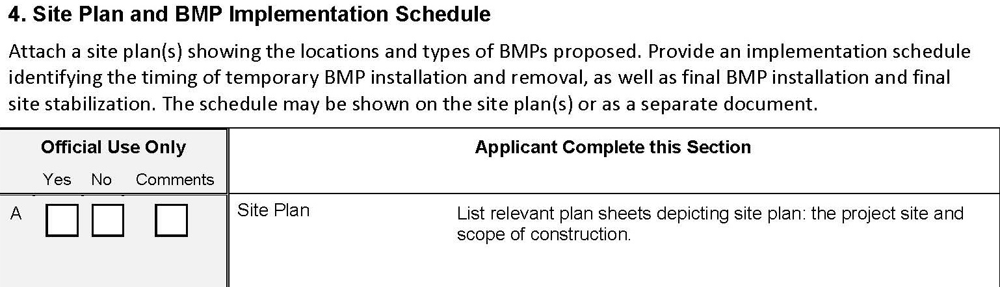 4. Site Plan and BMP Implementation Schedule
Attach a site plan(s) showing the locations and types of BMPs proposed. Provide an implementation schedule
identifying the timing of temporary BMP installation and removal, as well as final BMP installation and final
site stabilization. The schedule may be shown on the site plan(s) or as a separate document.
Official Use Only
Applicant Complete this Section
Yes No Comments
A
Site Plan
List relevant plan sheets depicting site plan: the project site and
scope of construction.